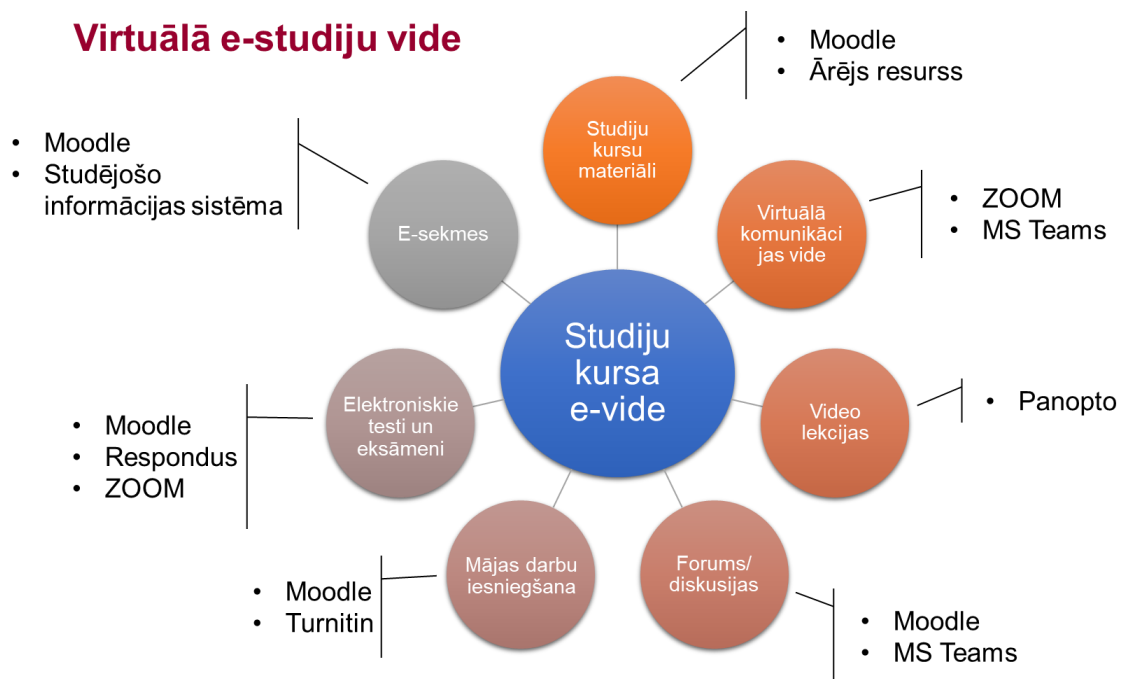 Virtuālā e-studiju vide
• Moodle
• Ārējs resurss
Studiju
kursu
materiāli
• Moodle
• Studējošo
informācijas sistēma
E-sekmes
Virtuālā
komunikāci
jas vide
• ZOOM
• MS Teams
Studiju
kursa
e-vide
Elektroniskie
testi un
eksāmeni
• Moodle
• Respondus
• ZOOM
Video
lekcijas
• Panopto
Mājas darbu
iesniegšana
• Moodle
• Turnitin
Forums/
diskusijas
• Moodle
• MS Teams